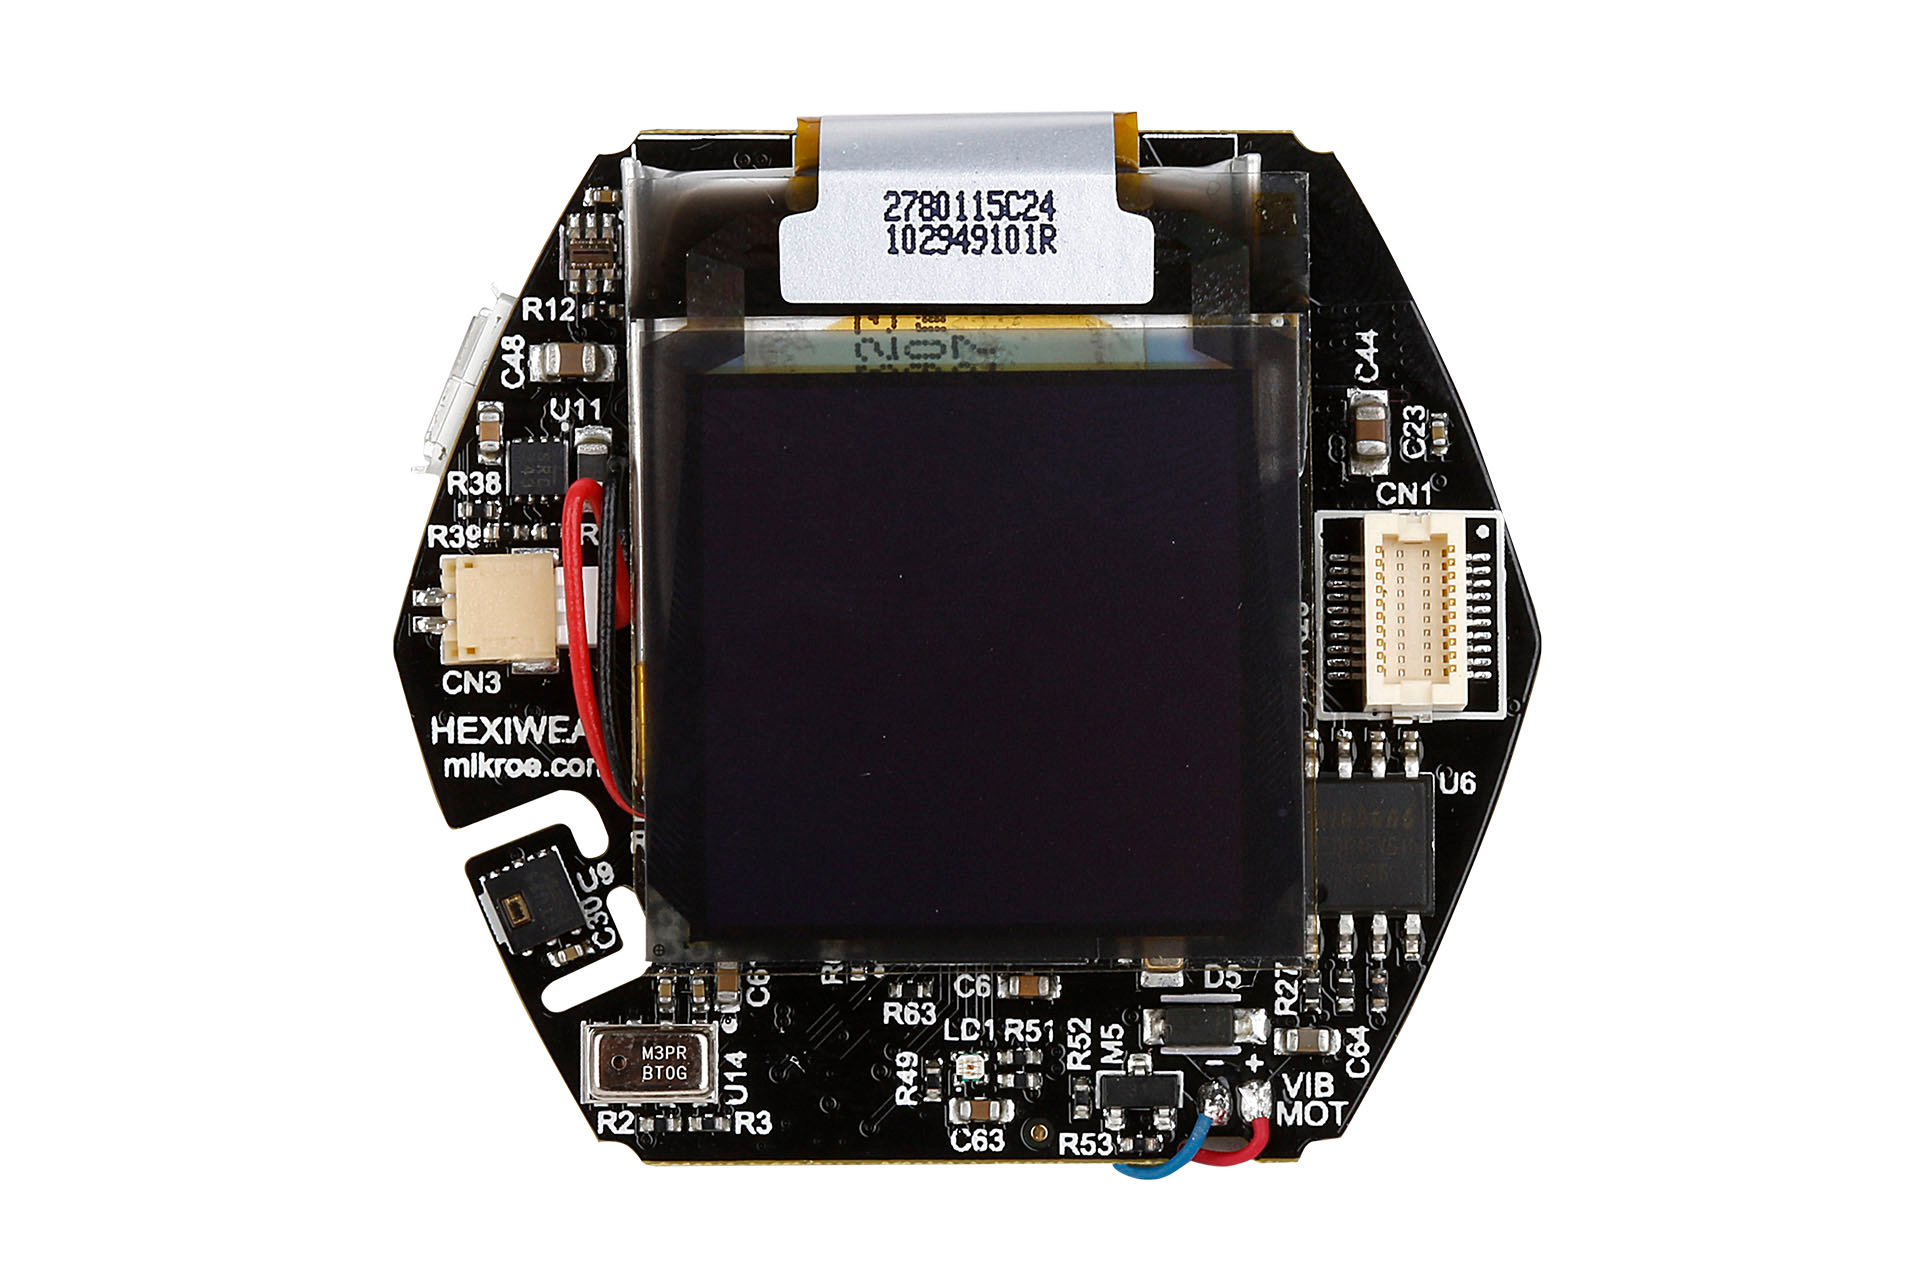 2780115C24
102949101R
R12
C48
C44
U11
C23
R38
CN1
R39
R
CN3
HEXIWEA
mikroe.com
U6
U9
C30
D5
R27
C6
R63
LD1
R51
R52
M5
C64
R49
M3PR
BT0G
U14
- +
VIB
MOT
R2
R3
C63
R53